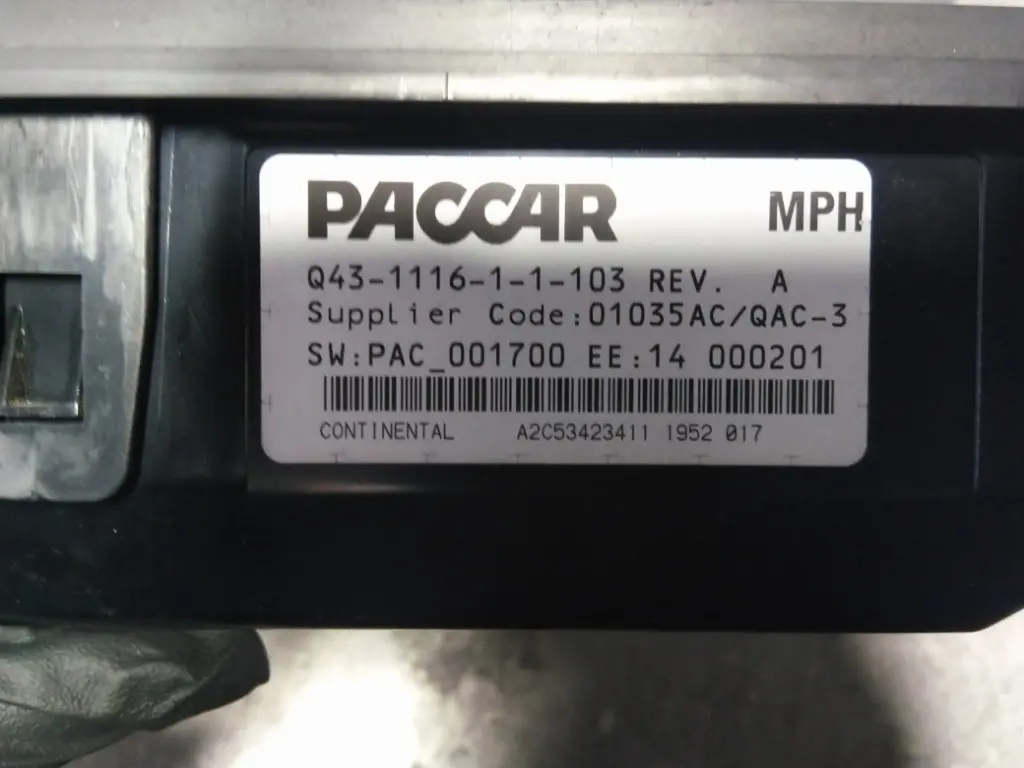 PACCAR MPH
Q43-1116-1-1-103 REV. A
Supplier Code:01035AC/QAC-3
SW:PAC_001700 EE:14 000201
CONTINENTAL A2C53423411 1952 017